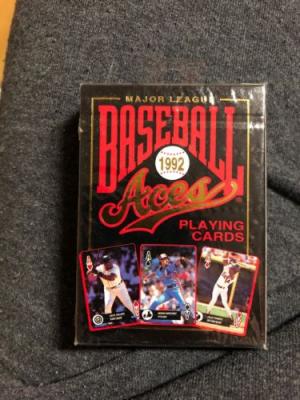 MAJOR LEAGUE
BASEBALL
1992
Aces
PLAYING
CARDS
A
A
A